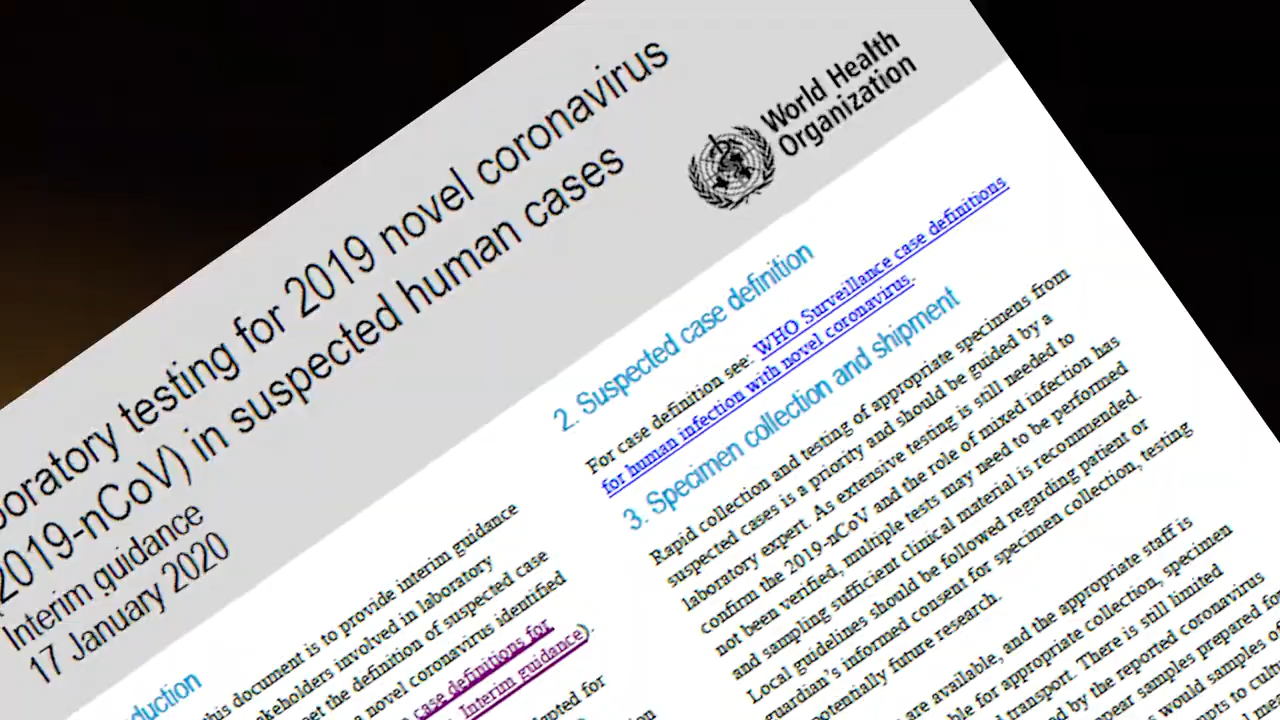 boratory testing for 2019 novel coronavirus
2019-nCoV) in suspected human cases
Interim guidance
17 January 2020
World Health
Organization
duction
his document is to provide interim guidance
akeholders involved in laboratory
et the definition of suspected case
a novel coronavirus identified
case definitions for
Interim guidance).
dapted for
2. Suspected case definition
For case definition see: WHO Surveillance case definitions
for human infection with novel coronavirus.
3. Specimen collection and shipment
Rapid collection and testing of appropriate specimens from
suspected cases is a priority and should be guided by a
laboratory expert. As extensive testing is still needed to
confirm the 2019-nCoV and the role of mixed infection has
not been verified, multiple tests may need to be performed
and sampling sufficient clinical material is recommended.
Local guidelines should be followed regarding patient or
guardian's informed consent for specimen collection, testing
potentially future research.
are available, and the appropriate staff is
ble for appropriate collection, specimen
and transport. There is still limited
d by the reported coronavirus
pear samples prepared for
would samples of
mpts to cultu